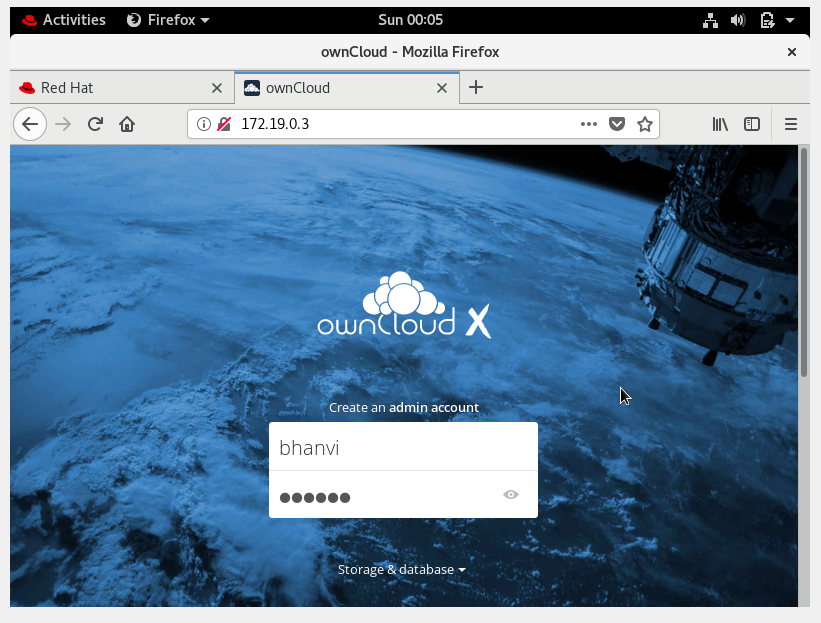 Activities Firefox Sun 00:05
ownCloud - Mozilla Firefox
Red Hat ownCloud
172.19.0.3
ownCloud X
Create an admin account
bhanvi
●●●●●●
Storage & database